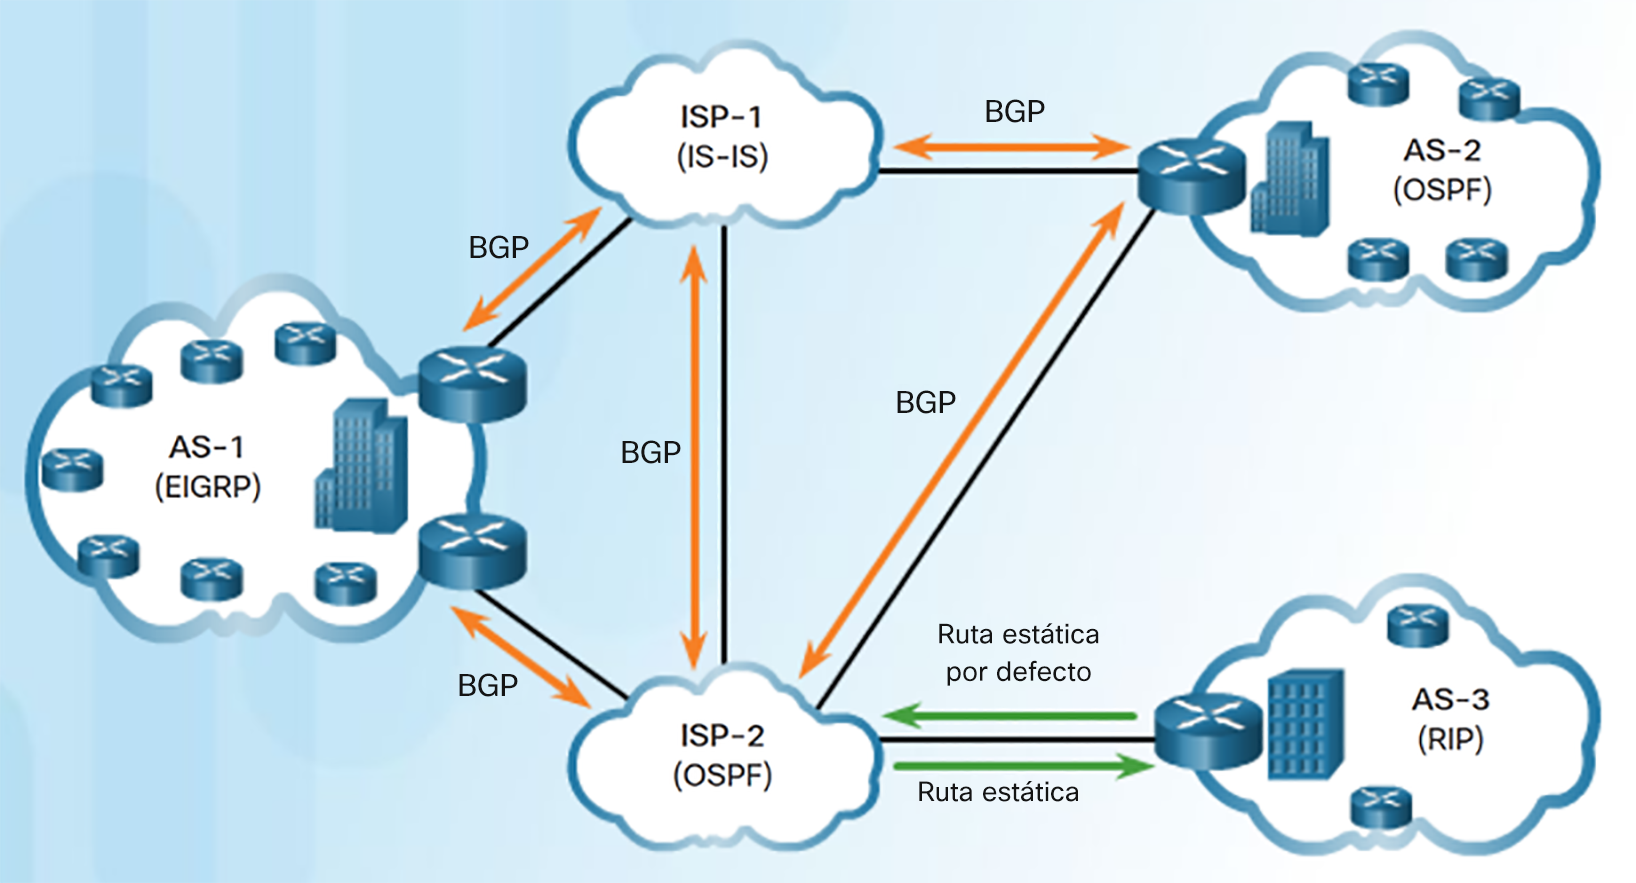 ISP-1
(IS-IS)
BGP
AS-2
(OSPF)
BGP
AS-1
(EIGRP)
BGP
BGP
BGP
ISP-2
(OSPF)
Ruta estática
por defecto
Ruta estática
AS-3
(RIP)